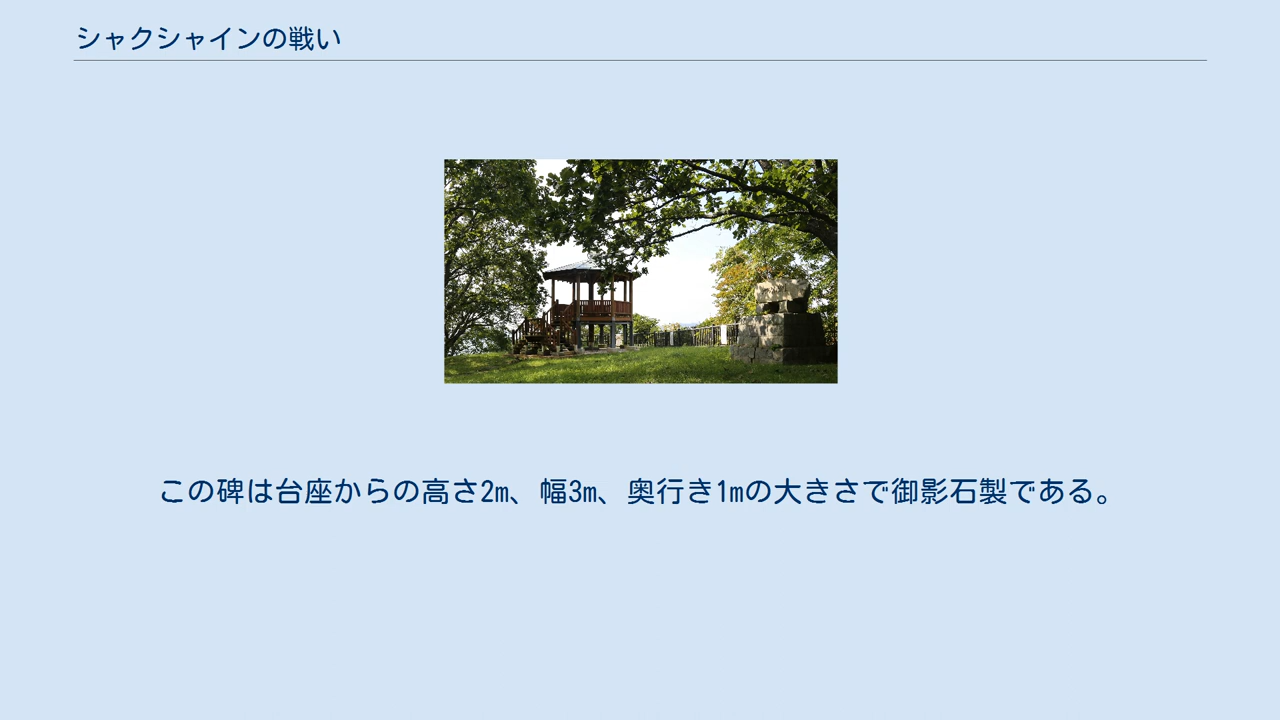 シャクシャインの戦い
この碑は台座からの高さ2m、幅3m、奥行き1mの大きさで御影石製である。